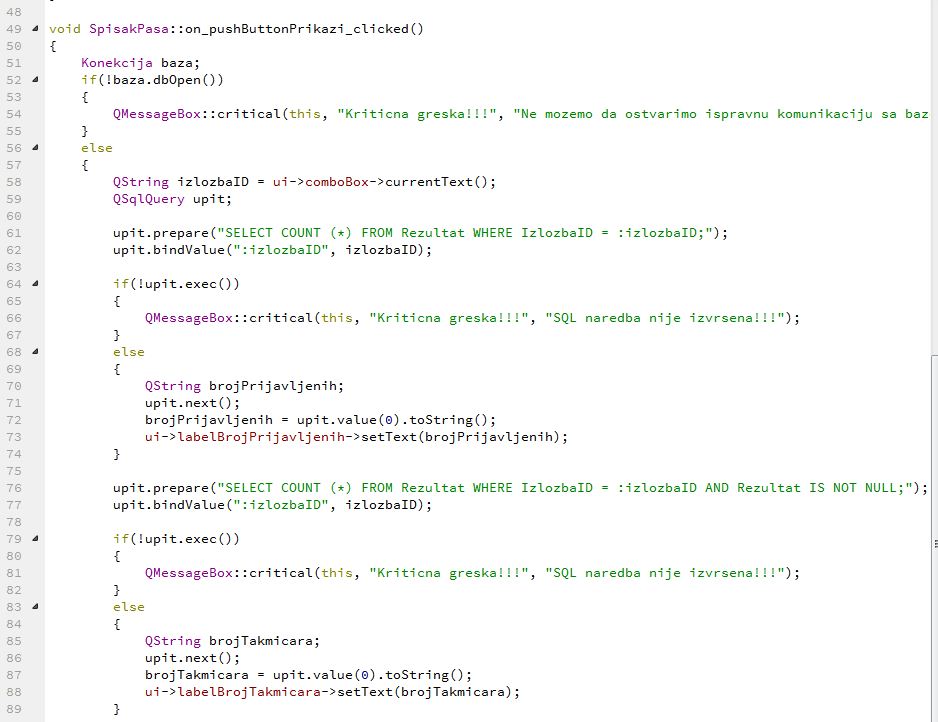 48
49 void SpisakPasa::on_pushButtonPrikazi_clicked()
50 {
51     Konekcija baza;
52     if(!baza.dbOpen())
53     {
54         QMessageBox::critical(this, "Kriticna greska!!!", "Ne mozemo da ostvarimo ispravnu komunikaciju sa baz
55     }
56     else
57     {
58         QString izlozbaID = ui->comboBox->currentText();
59         QSqlQuery upit;
60
61         upit.prepare("SELECT COUNT (*) FROM Rezultat WHERE IzlozbaID = :izlozbaID;");
62         upit.bindValue(":izlozbaID", izlozbaID);
63
64         if(!upit.exec())
65         {
66             QMessageBox::critical(this, "Kriticna greska!!!", "SQL naredba nije izvrsena!!!");
67         }
68         else
69         {
70             QString brojPrijavljenih;
71             upit.next();
72             brojPrijavljenih = upit.value(0).toString();
73             ui->labelBrojPrijavljenih->setText(brojPrijavljenih);
74         }
75
76         upit.prepare("SELECT COUNT (*) FROM Rezultat WHERE IzlozbaID = :izlozbaID AND Rezultat IS NOT NULL;");
77         upit.bindValue(":izlozbaID", izlozbaID);
78
79         if(!upit.exec())
80         {
81             QMessageBox::critical(this, "Kriticna greska!!!", "SQL naredba nije izvrsena!!!");
82         }
83         else
84         {
85             QString brojTakmicara;
86             upit.next();
87             brojTakmicara = upit.value(0).toString();
88             ui->labelBrojTakmicara->setText(brojTakmicara);
89         }